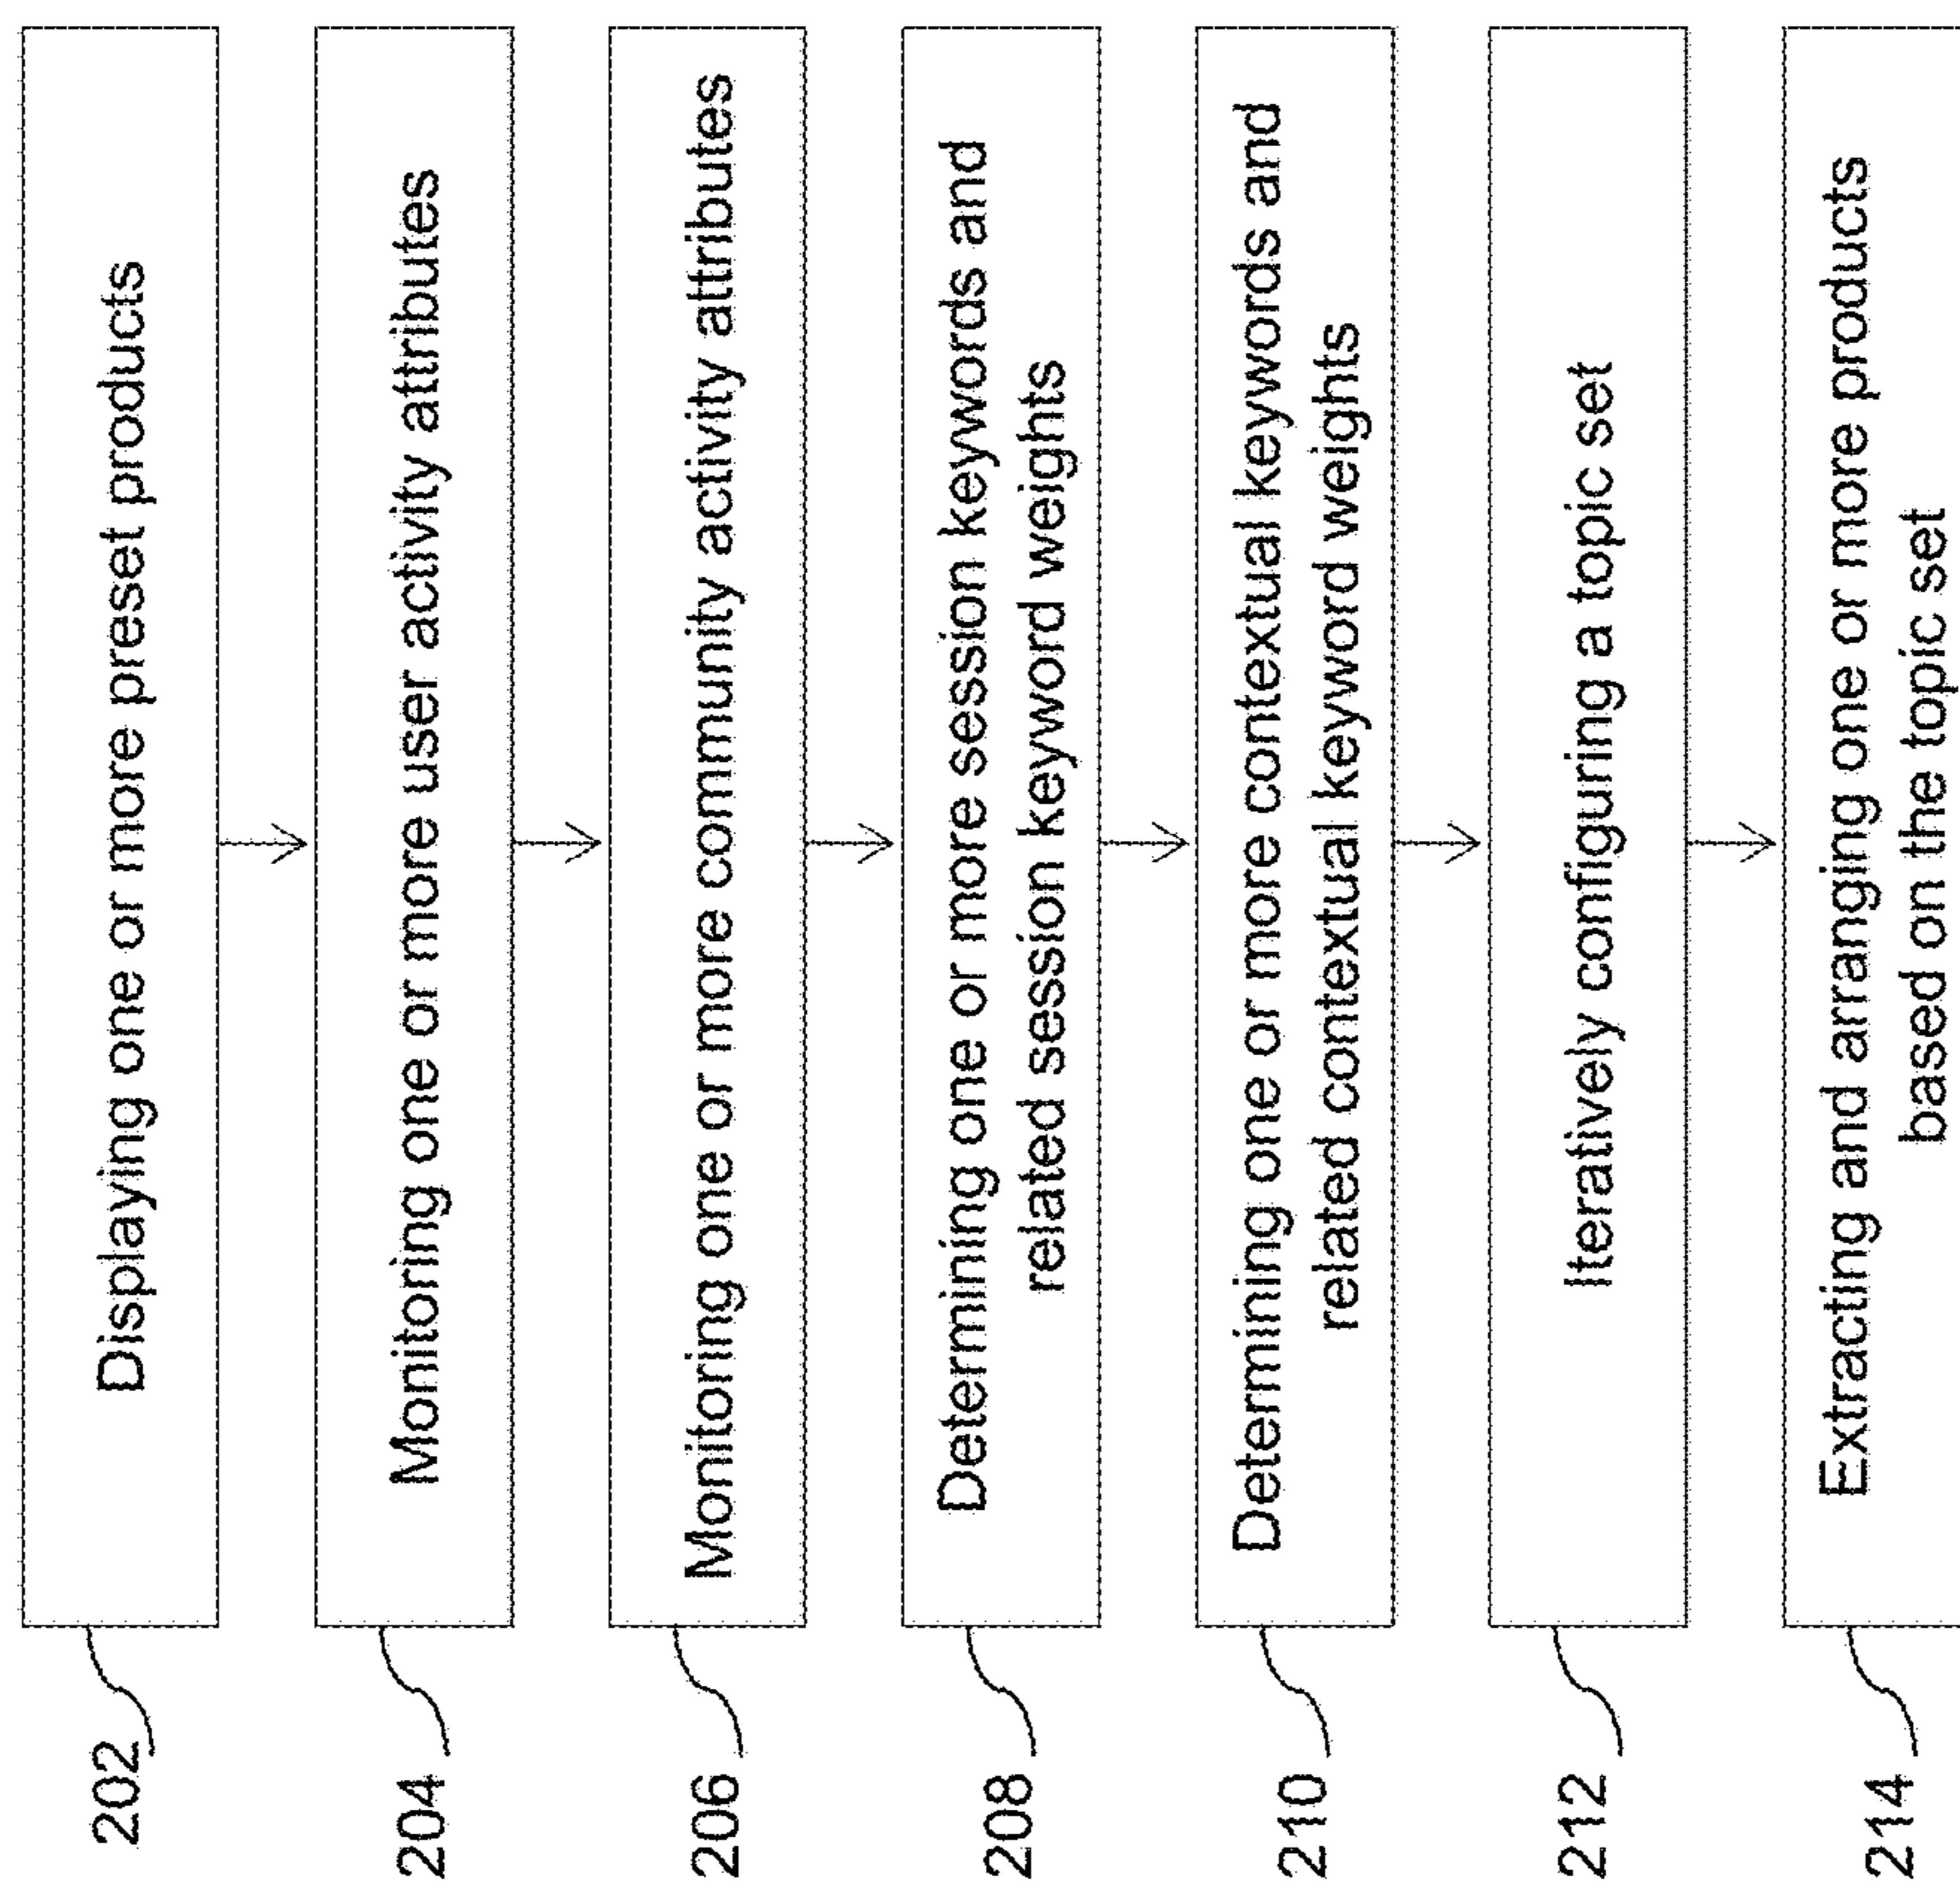 202
Displaying one or more preset products
204
Monitoring one or more user activity attributes
206
Monitoring one or more community activity attributes
208
Determining one or more session keywords and
related session keyword weights
210
Determining one or more contextual keywords and
related contextual keyword weights
212
Iteratively configuring a topic set
214
Extracting and arranging one or more products
based on the topic set